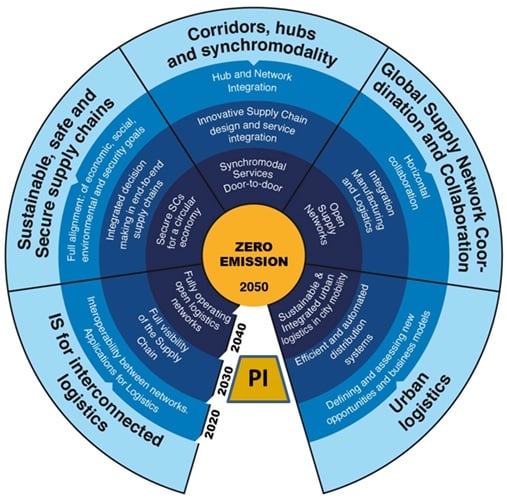 Corridors, hubs
and synchromodality
Hub and Network
Integration
Innovative Supply Chain
design and service
integration
Synchromodal
Services
Door-to-door
Global Supply Network Coor-
dination and Collaboration
Horizontal
collaboration
Integration
Manufacturing
and Logistics
Open
Supply
Networks
Urban
logistics
Defining and assessing new
opportunities and business models
Efficient and automated
distribution
systems
Sustainable &
Integrated urban
logistics in city mobility
IS for interconnected
logistics
Interoperability between networks.
Applications for Logistics
Full visibility
of the Supply
Chain
Fully operating
open logistics
networks
Sustainable, safe and
Secure supply chains
Full alignment: of economic, social,
environmental and security goals
Integrated decision
making in end-to-end
supply chains
Secure SCs
for a circular
economy
ZERO
EMISSION
2050
2040
2030
2020
PI